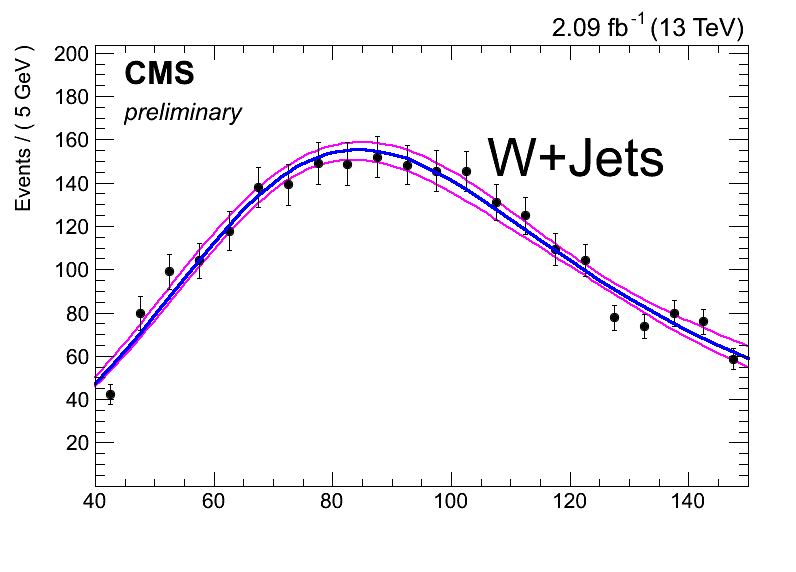 2.09 fb⁻¹ (13 TeV)
CMS
preliminary
W+Jets
Events / ( 5 GeV )
200
180
160
140
120
100
80
60
40
20
40 60 80 100 120 140